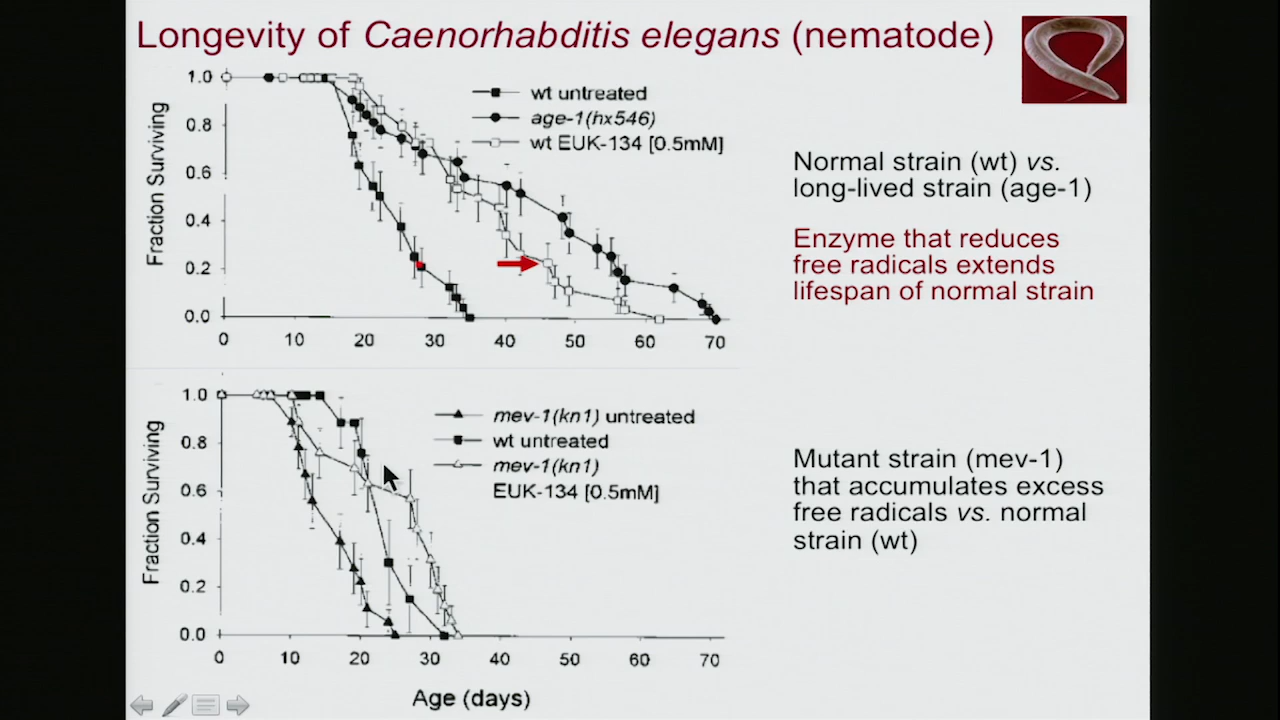 Longevity of Caenorhabditis elegans (nematode)
1.0
0.8
0.6
0.4
0.2
0.0
Fraction Surviving
wt untreated
age-1(hx546)
wt EUK-134 [0.5mM]
0 10 20 30 40 50 60 70
Normal strain (wt) vs.
long-lived strain (age-1)
Enzyme that reduces
free radicals extends
lifespan of normal strain
1.0
0.8
0.6
0.4
0.2
0.0
Fraction Surviving
mev-1(kn1) untreated
wt untreated
mev-1(kn1)
EUK-134 [0.5mM]
0 10 20 30 40 50 60 70
Age (days)
Mutant strain (mev-1)
that accumulates excess
free radicals vs. normal
strain (wt)